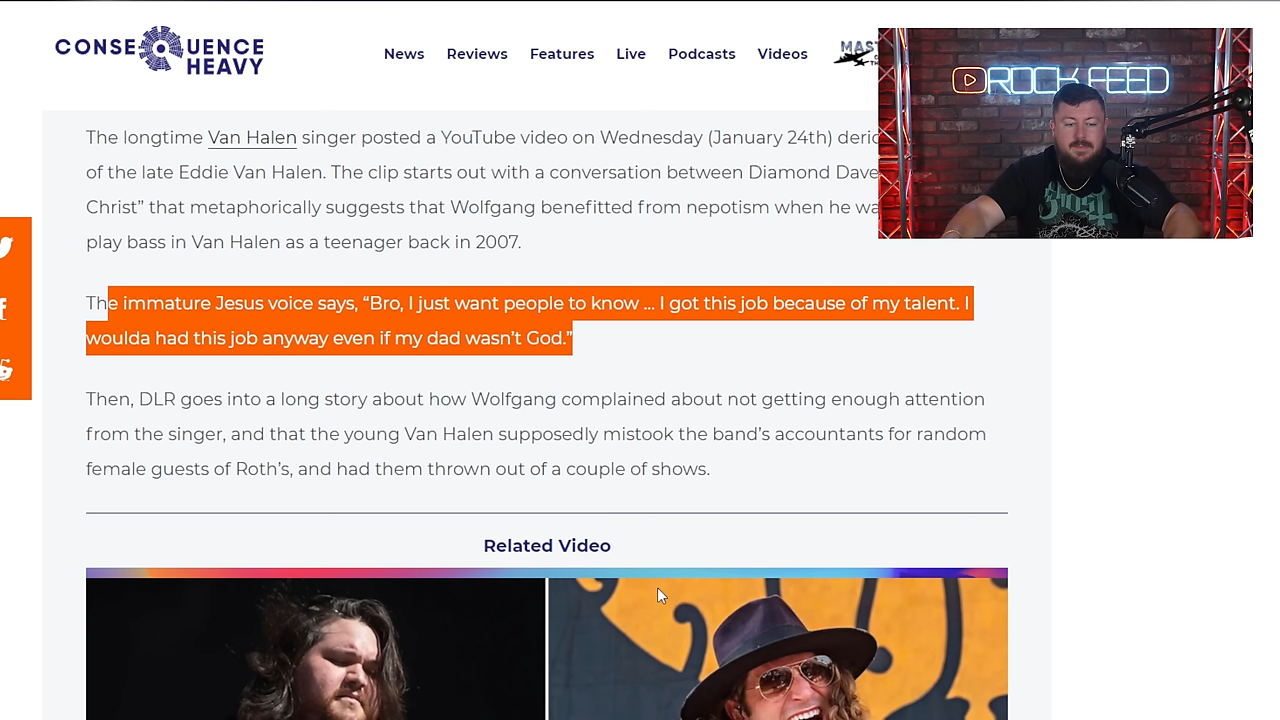 CONSEQUENCE
HEAVY
News Reviews Features Live Podcasts Videos
MAST
ROCK FEED
The longtime Van Halen singer posted a YouTube video on Wednesday (January 24th)
of the late Eddie Van Halen. The clip starts out with a conversation between Diamond Dave
Christ” that metaphorically suggests that Wolfgang benefitted from nepotism when he
play bass in Van Halen as a teenager back in 2007.
The immature Jesus voice says, “Bro, I just want people to know ... I got this job because of my talent. I
woulda had this job anyway even if my dad wasn’t God.”
Then, DLR goes into a long story about how Wolfgang complained about not getting enough attention
from the singer, and that the young Van Halen supposedly mistook the band’s accountants for random
female guests of Roth’s, and had them thrown out of a couple of shows.
Related Video